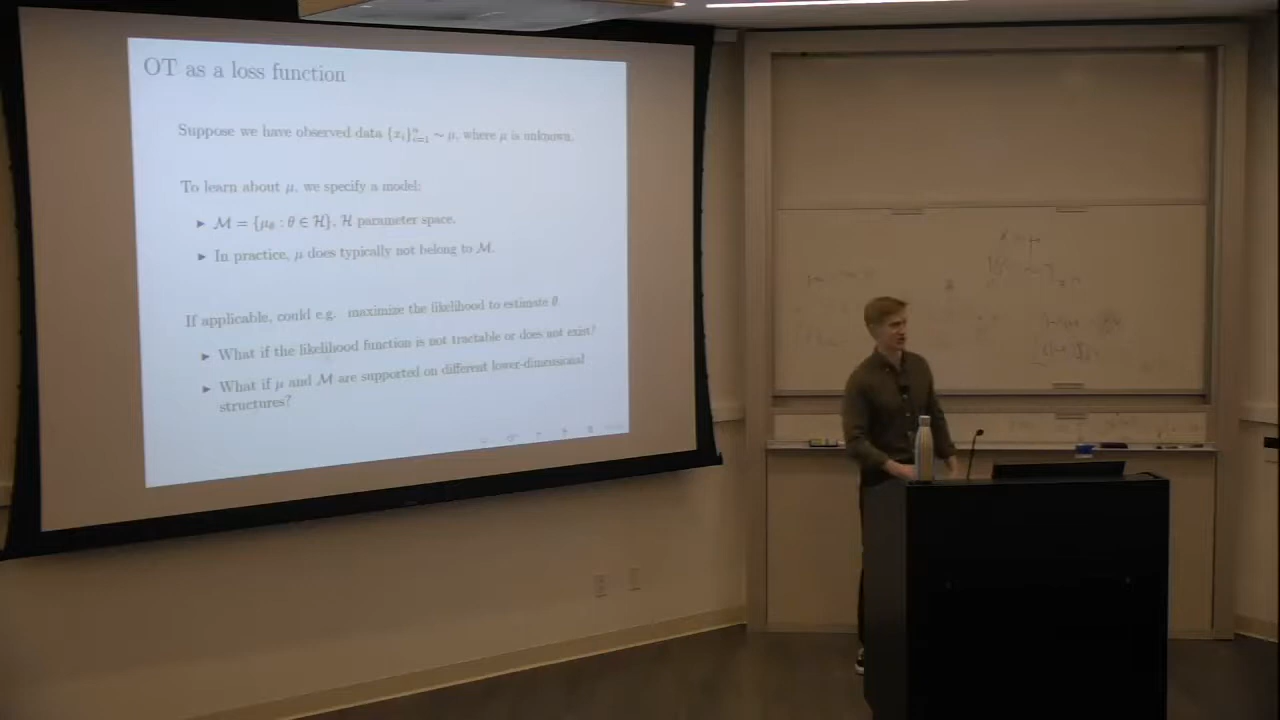 OT as a loss function
Suppose we have observed data {x_i}_{i=1}^n ~ μ, where μ is unknown.
To learn about μ, we specify a model:
▶ M = {μ_θ : θ ∈ H}, H parameter space.
▶ In practice, μ does typically not belong to M.
If applicable, could e.g. maximize the likelihood to estimate θ
▶ What if the likelihood function is not tractable or does not exist?
▶ What if μ and M are supported on different lower-dimensional
structures?